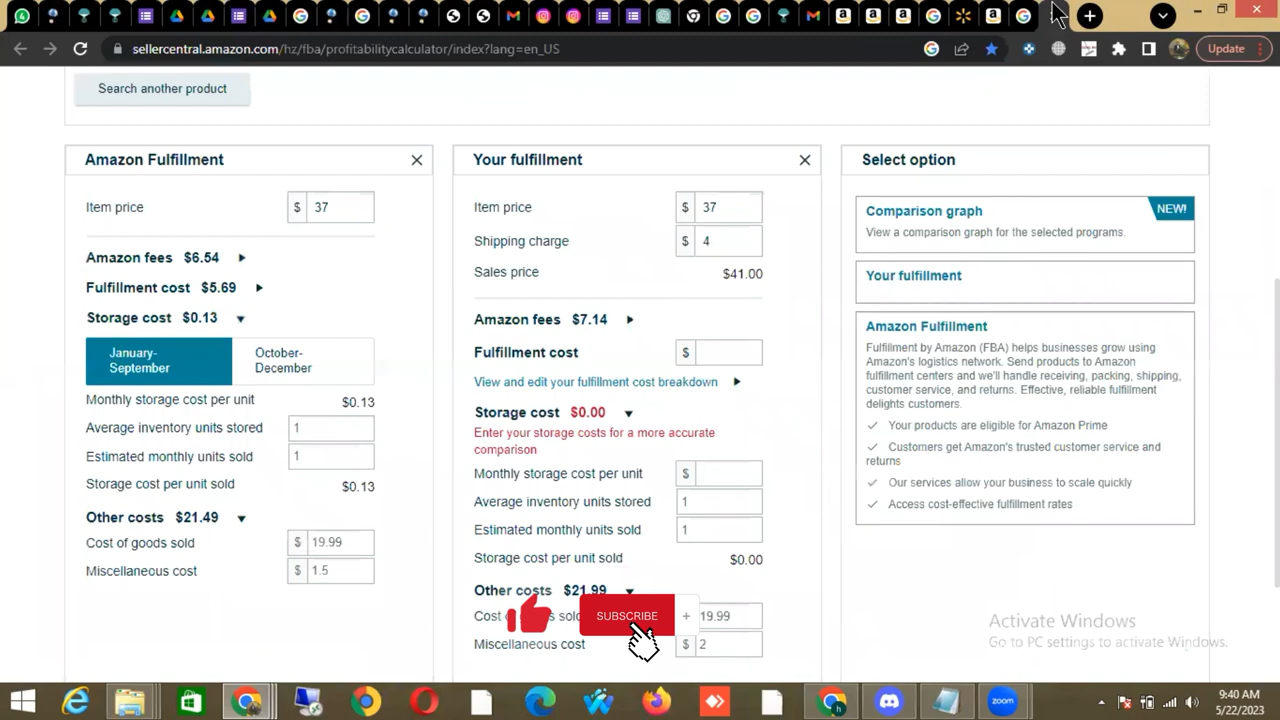 sellercentral.amazon.com/hz/fba/profitabilitycalculator/index?lang=en_US
Update
Search another product
Amazon Fulfillment
Item price $ 37
Amazon fees $6.54
Fulfillment cost $5.69
Storage cost $0.13
January-
September
October-
December
Monthly storage cost per unit $0.13
Average inventory units stored 1
Estimated monthly units sold 1
Storage cost per unit sold $0.13
Other costs $21.49
Cost of goods sold $ 19.99
Miscellaneous cost $ 1.5
Your fulfillment
Item price $ 37
Shipping charge $ 4
Sales price $41.00
Amazon fees $7.14
Fulfillment cost $
View and edit your fulfillment cost breakdown
Storage cost $0.00
Enter your storage costs for a more accurate
comparison
Monthly storage cost per unit $
Average inventory units stored 1
Estimated monthly units sold 1
Storage cost per unit sold $0.00
Other costs $21.99
Cost 19.99
SUBSCRIBE +
Miscellaneous cost $ 2
Select option
Comparison graph NEW!
View a comparison graph for the selected programs.
Your fulfillment
Amazon Fulfillment
Fulfillment by Amazon (FBA) helps businesses grow using
Amazon's logistics network. Send products to Amazon
fulfillment centers and we'll handle receiving, packing, shipping,
customer service, and returns. Effective, reliable fulfillment
delights customers.
Your products are eligible for Amazon Prime
Customers get Amazon's trusted customer service and
returns
Our services allow your business to scale quickly
Access cost-effective fulfillment rates
Activate Windows
Go to PC settings to activate Windows.
zoom
9:40 AM
5/22/2023